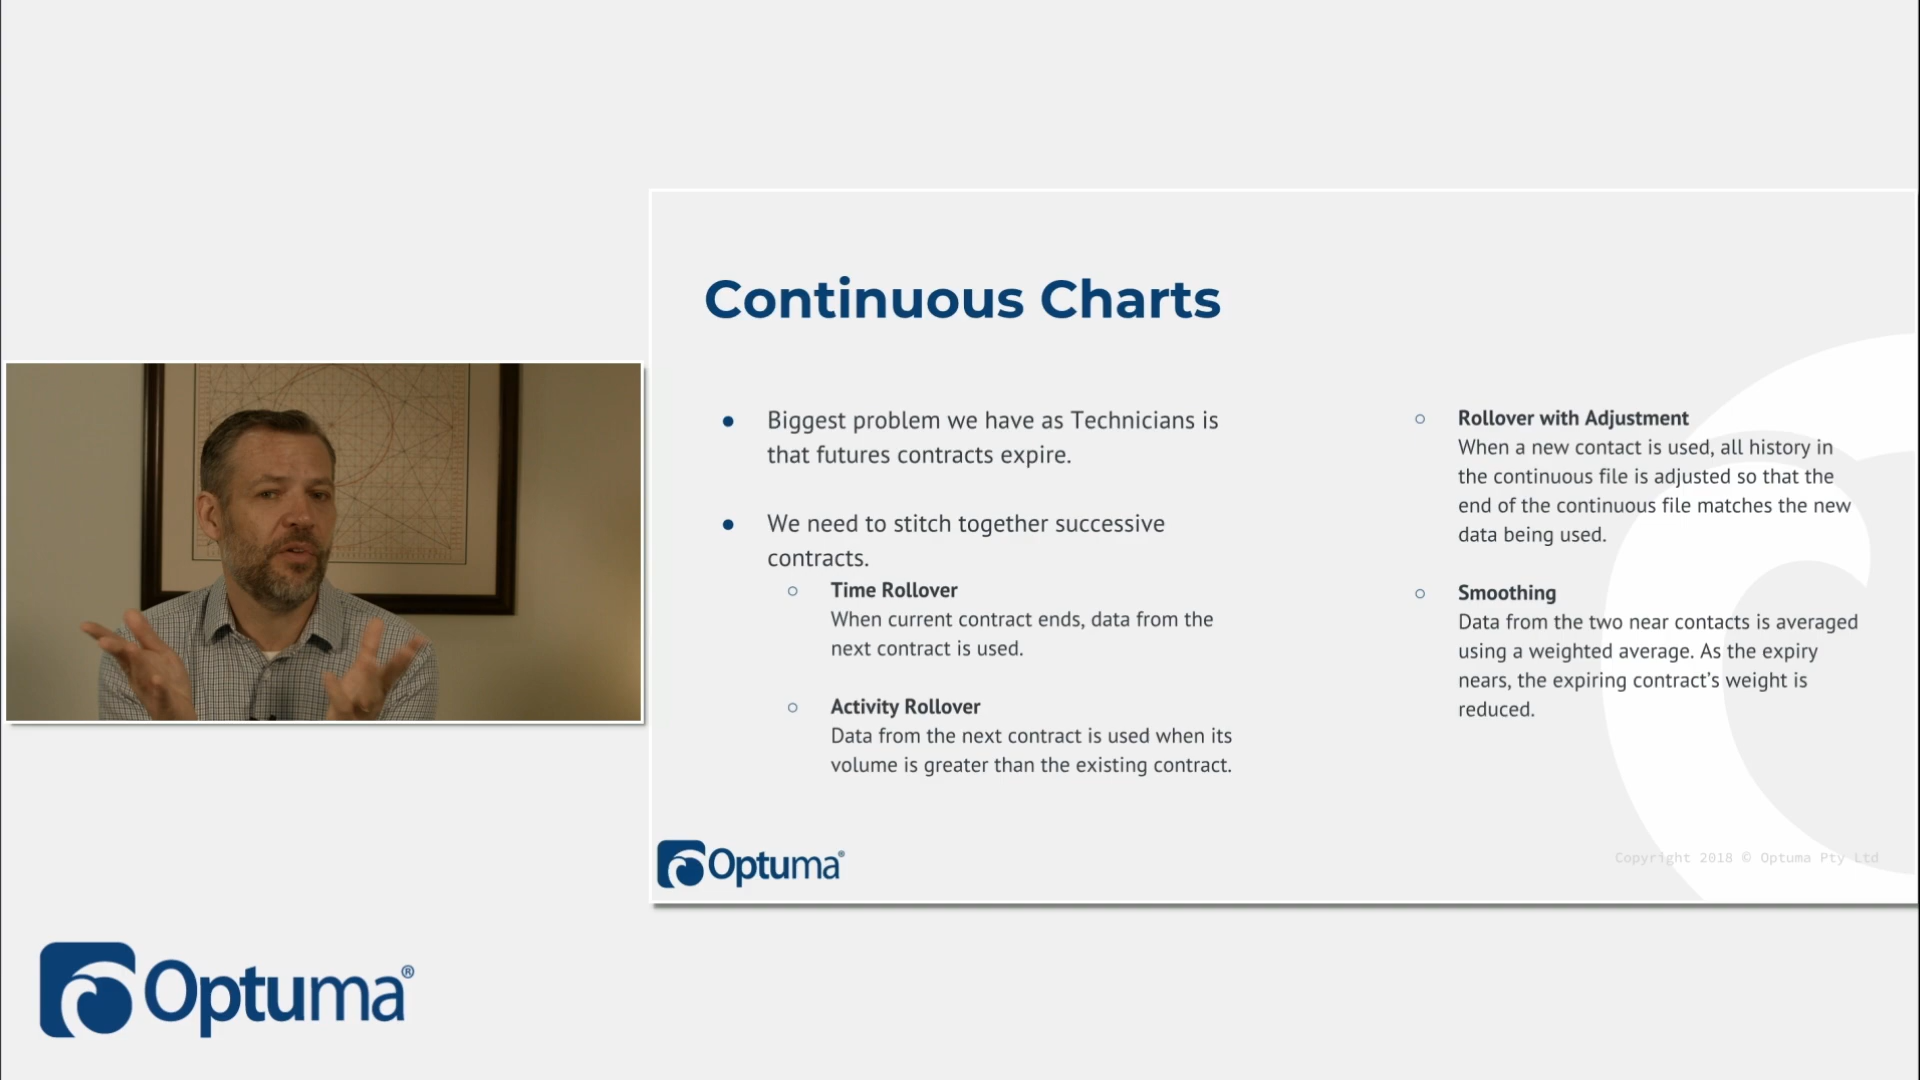 Continuous Charts
● Biggest problem we have as Technicians is
that futures contracts expire.
● We need to stitch together successive
contracts.
○ Time Rollover
When current contract ends, data from the
next contract is used.
○ Activity Rollover
Data from the next contract is used when its
volume is greater than the existing contract.
○ Rollover with Adjustment
When a new contact is used, all history in
the continuous file is adjusted so that the
end of the continuous file matches the new
data being used.
○ Smoothing
Data from the two near contacts is averaged
using a weighted average. As the expiry
nears, the expiring contract's weight is
reduced.
Optuma®
Copyright 2018 © Optuma Pty Ltd
Optuma®